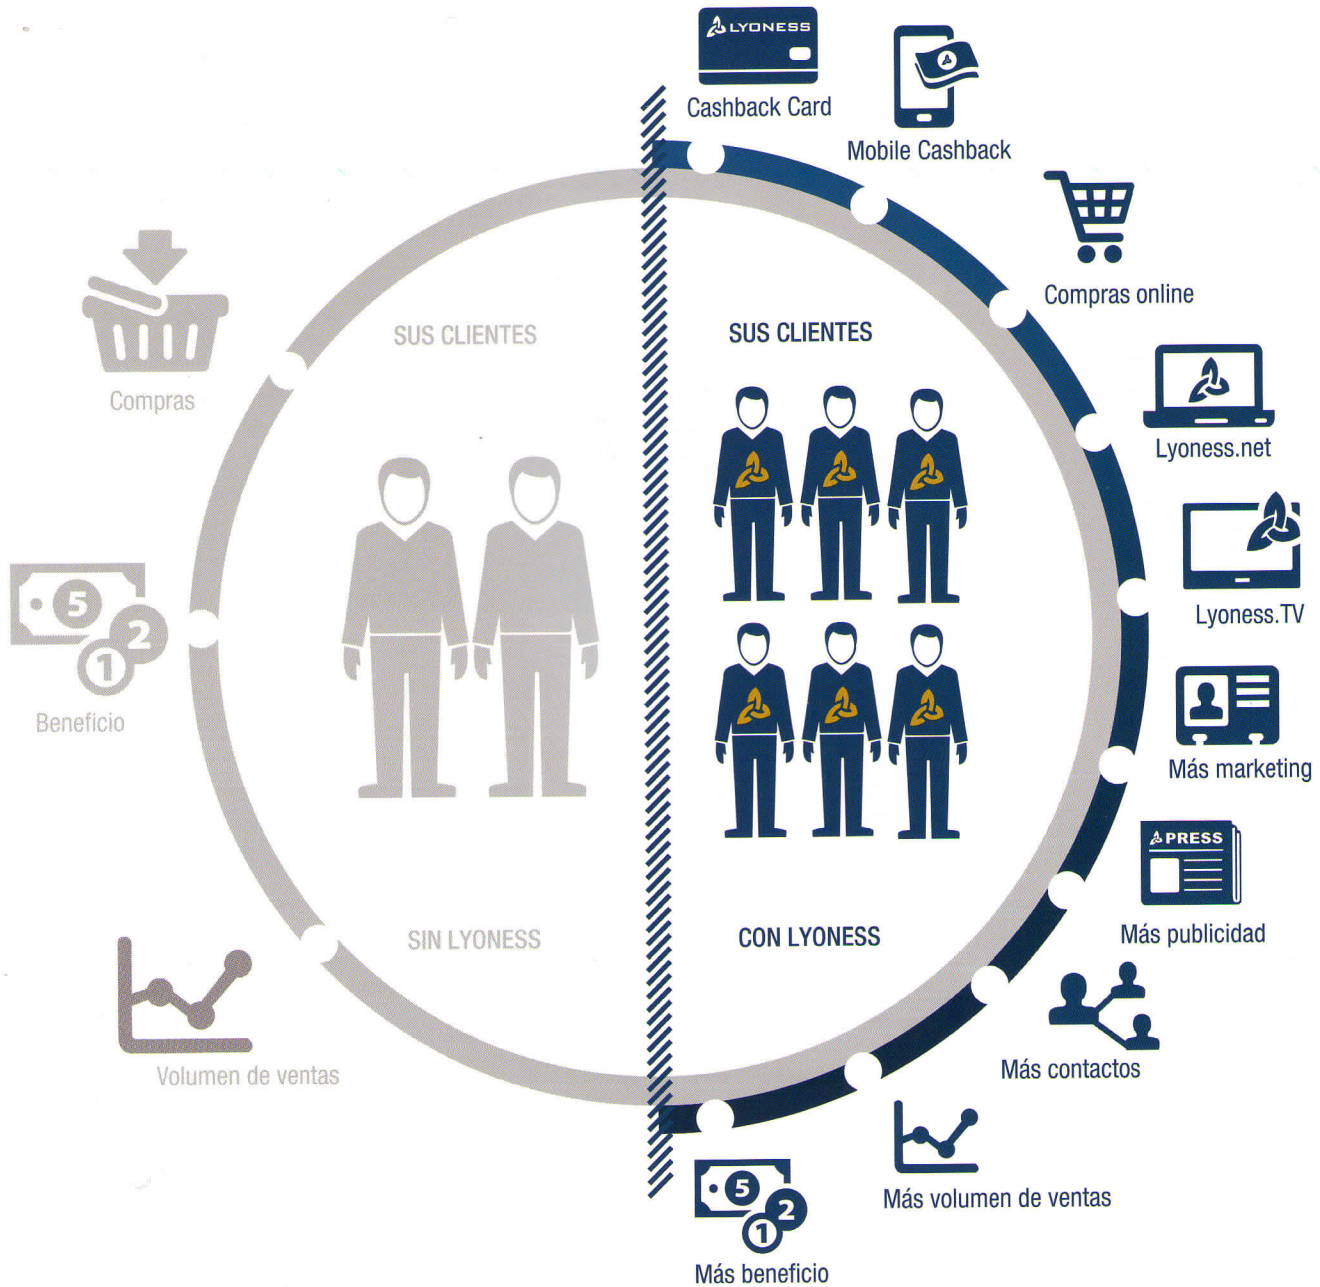 LYONESS
Cashback Card
Mobile Cashback
Compras online
Lyoness.net
Lyoness.TV
Más marketing
PRESS
Más publicidad
Más contactos
Más volumen de ventas
5
2
1
Más beneficio
SUS CLIENTES
CON LYONESS
SUS CLIENTES
SIN LYONESS
Compras
5
2
1
Beneficio
Volumen de ventas